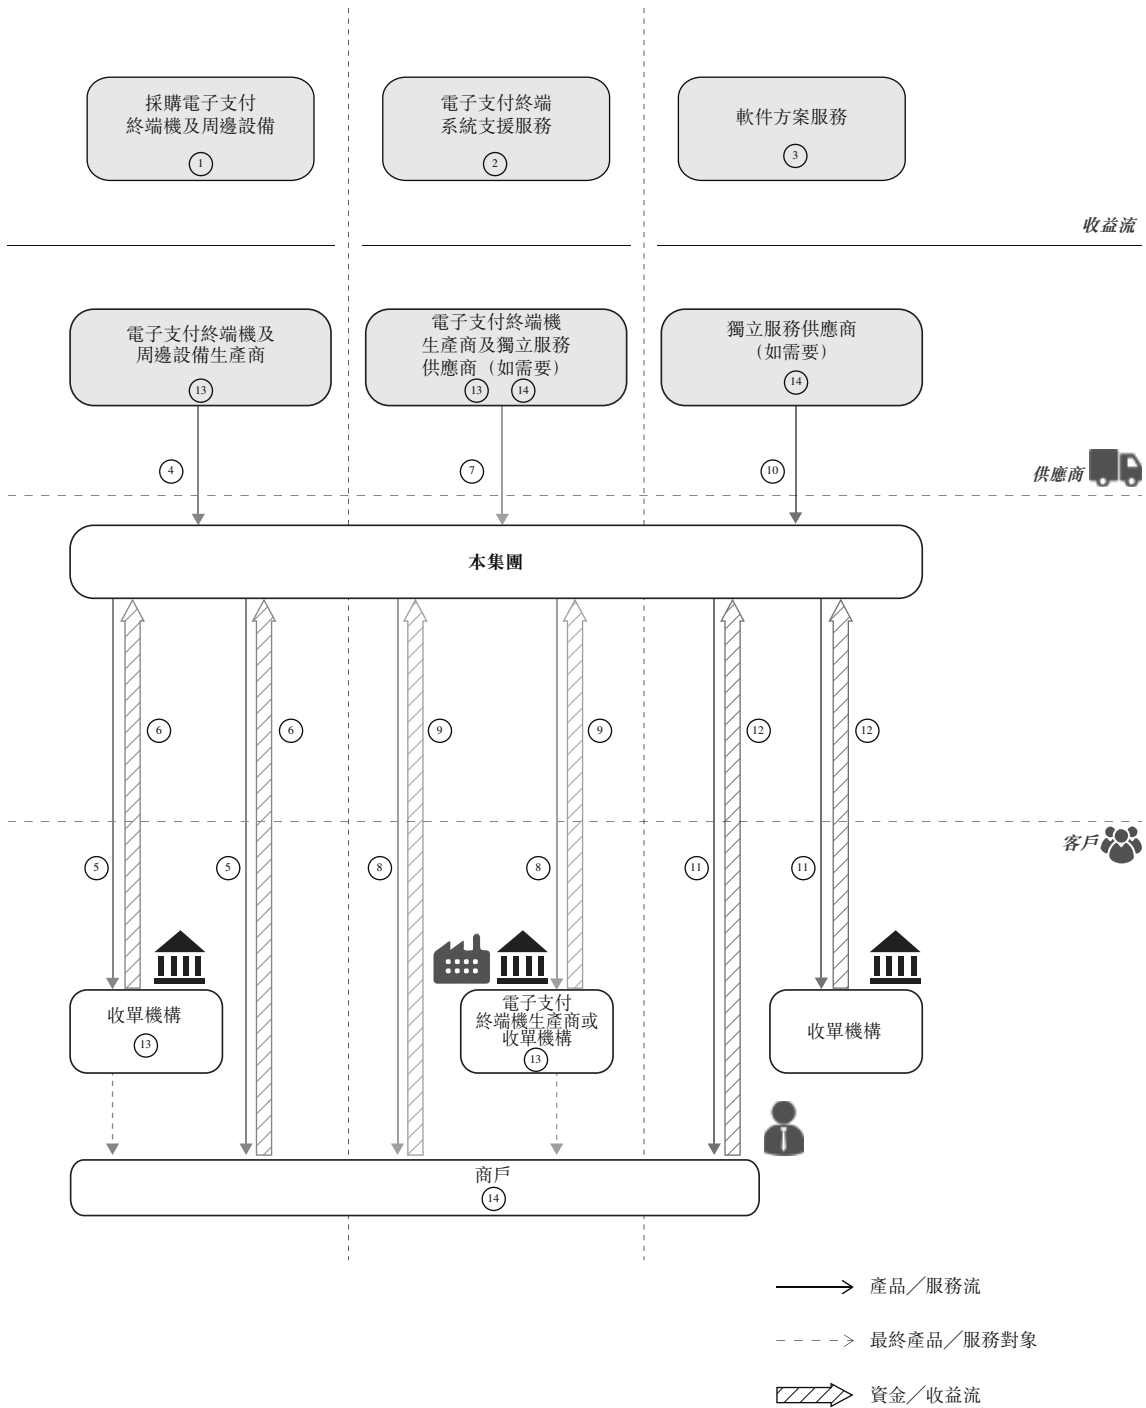 採購電子支付
終端機及周邊設備
1
電子支付終端
系統支援服務
2
軟件方案服務
3
收益流
電子支付終端機及
周邊設備生產商
13
電子支付終端機
生產商及獨立服務
供應商（如需要）
13 14
獨立服務供應商
（如需要）
14
4
7
10
供應商
本集團
6
6
9
9
12
12
客戶
5
5
8
8
11
11
收單機構
13
電子支付
終端機生產商或
收單機構
13
收單機構
商戶
14
產品／服務流
最終產品／服務對象
資金／收益流